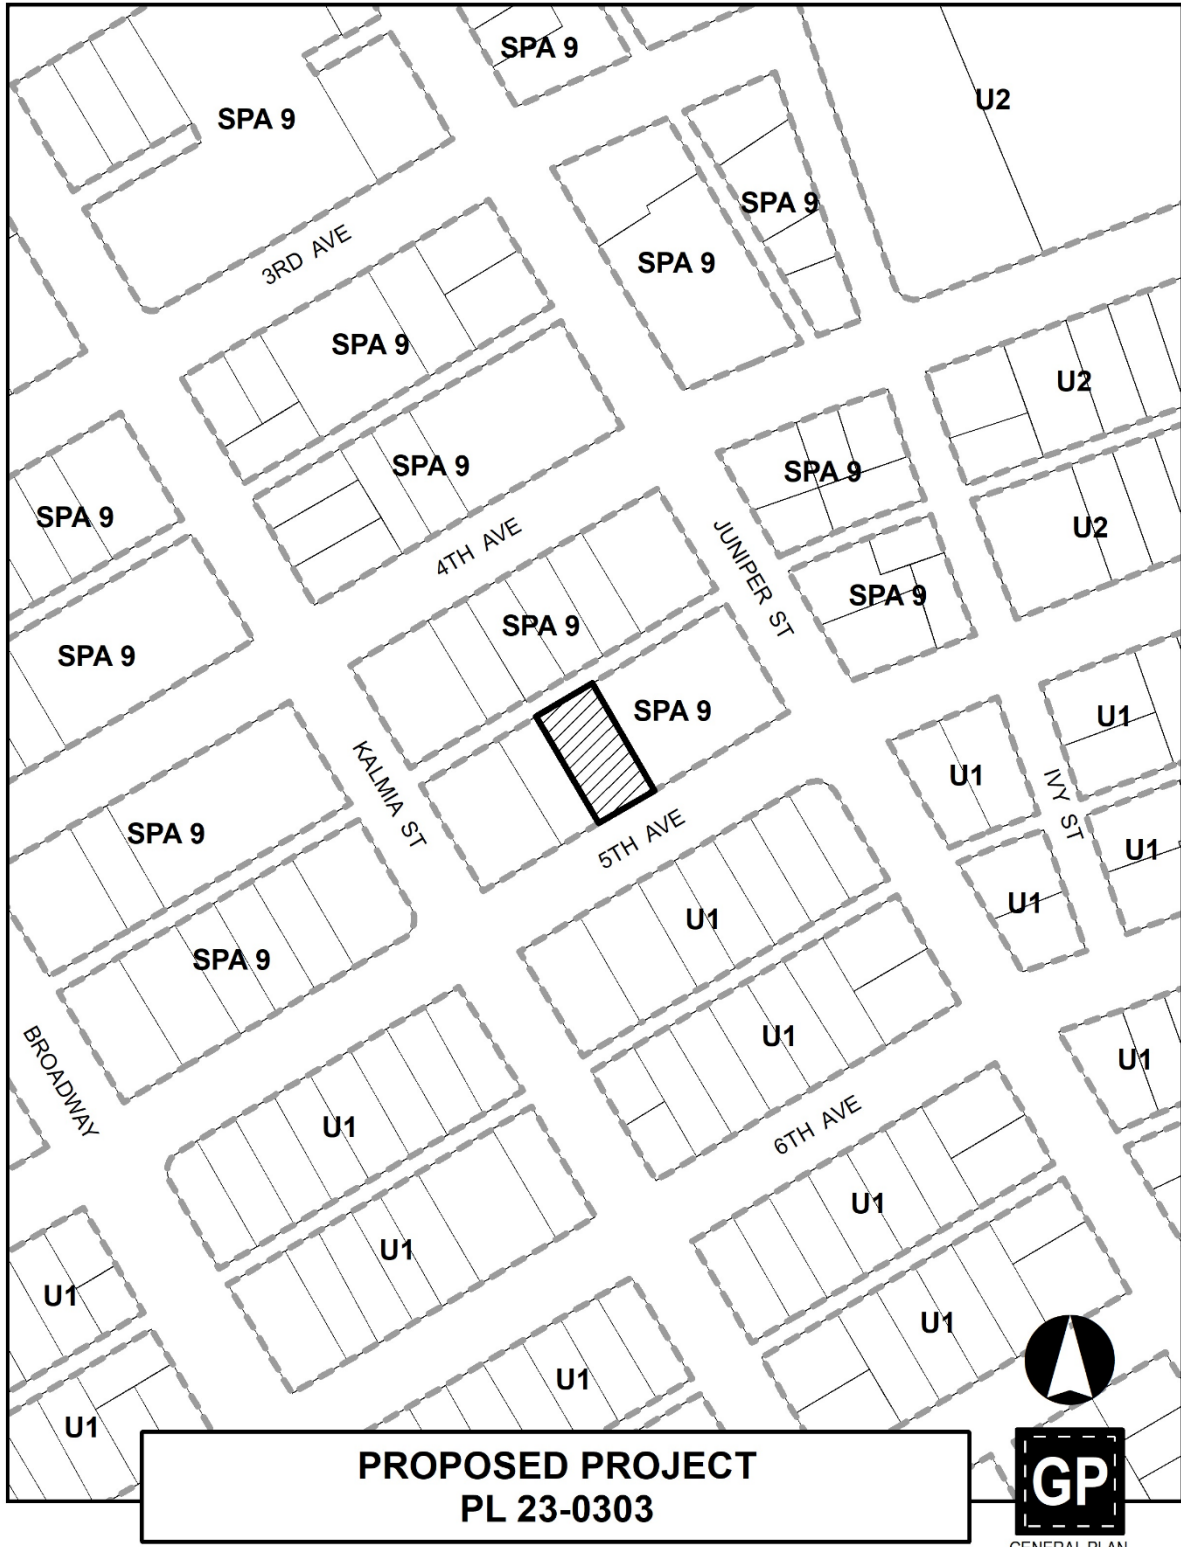 SPA 9
U2
SPA 9
SPA 9
SPA 9
3RD AVE
SPA 9
U2
SPA 9
SPA 9
SPA 9
4TH AVE
U2
JUNIPER ST
SPA 9
SPA 9
SPA 9
SPA 9
U1
U1
KALMIA ST
IVY ST
SPA 9
5TH AVE
U1
U1
U1
SPA 9
BROADWAY
U1
U1
6TH AVE
U1
U1
U1
U1
U1
U1
U1
PROPOSED PROJECT
PL 23-0303
GP
GENERAL PLAN